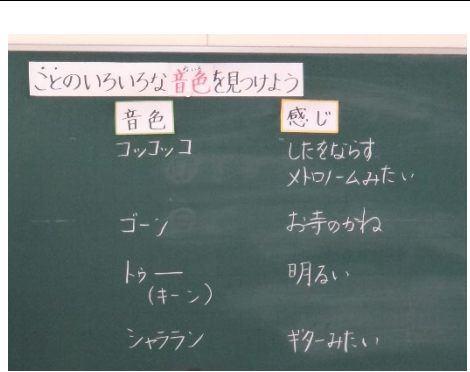 ことのいろいろな音色を見つけよう
ねいろ
音色
感じ
コッコッコ
したをならす
メトロノームみたい
ゴーン
お寺のかね
トゥー
(キーン)
明るい
シャララン
ギターみたい